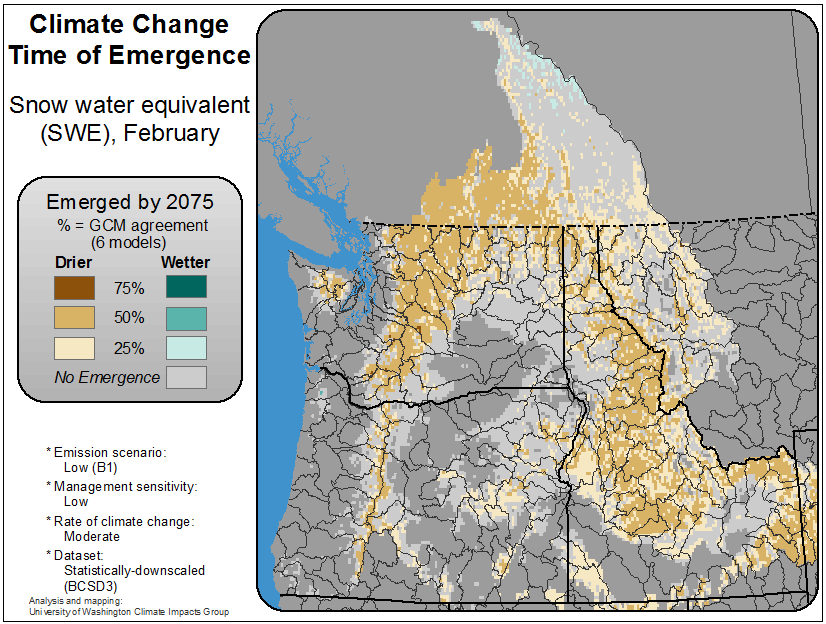 Climate Change
Time of Emergence
Snow water equivalent
(SWE), February
Emerged by 2075
% = GCM agreement
(6 models)
Drier Wetter
75%
50%
25%
No Emergence
* Emission scenario:
Low (B1)
* Management sensitivity:
Low
* Rate of climate change:
Moderate
* Dataset:
Statistically-downscaled
(BCSD3)
Analysis and mapping:
University of Washington Climate Impacts Group